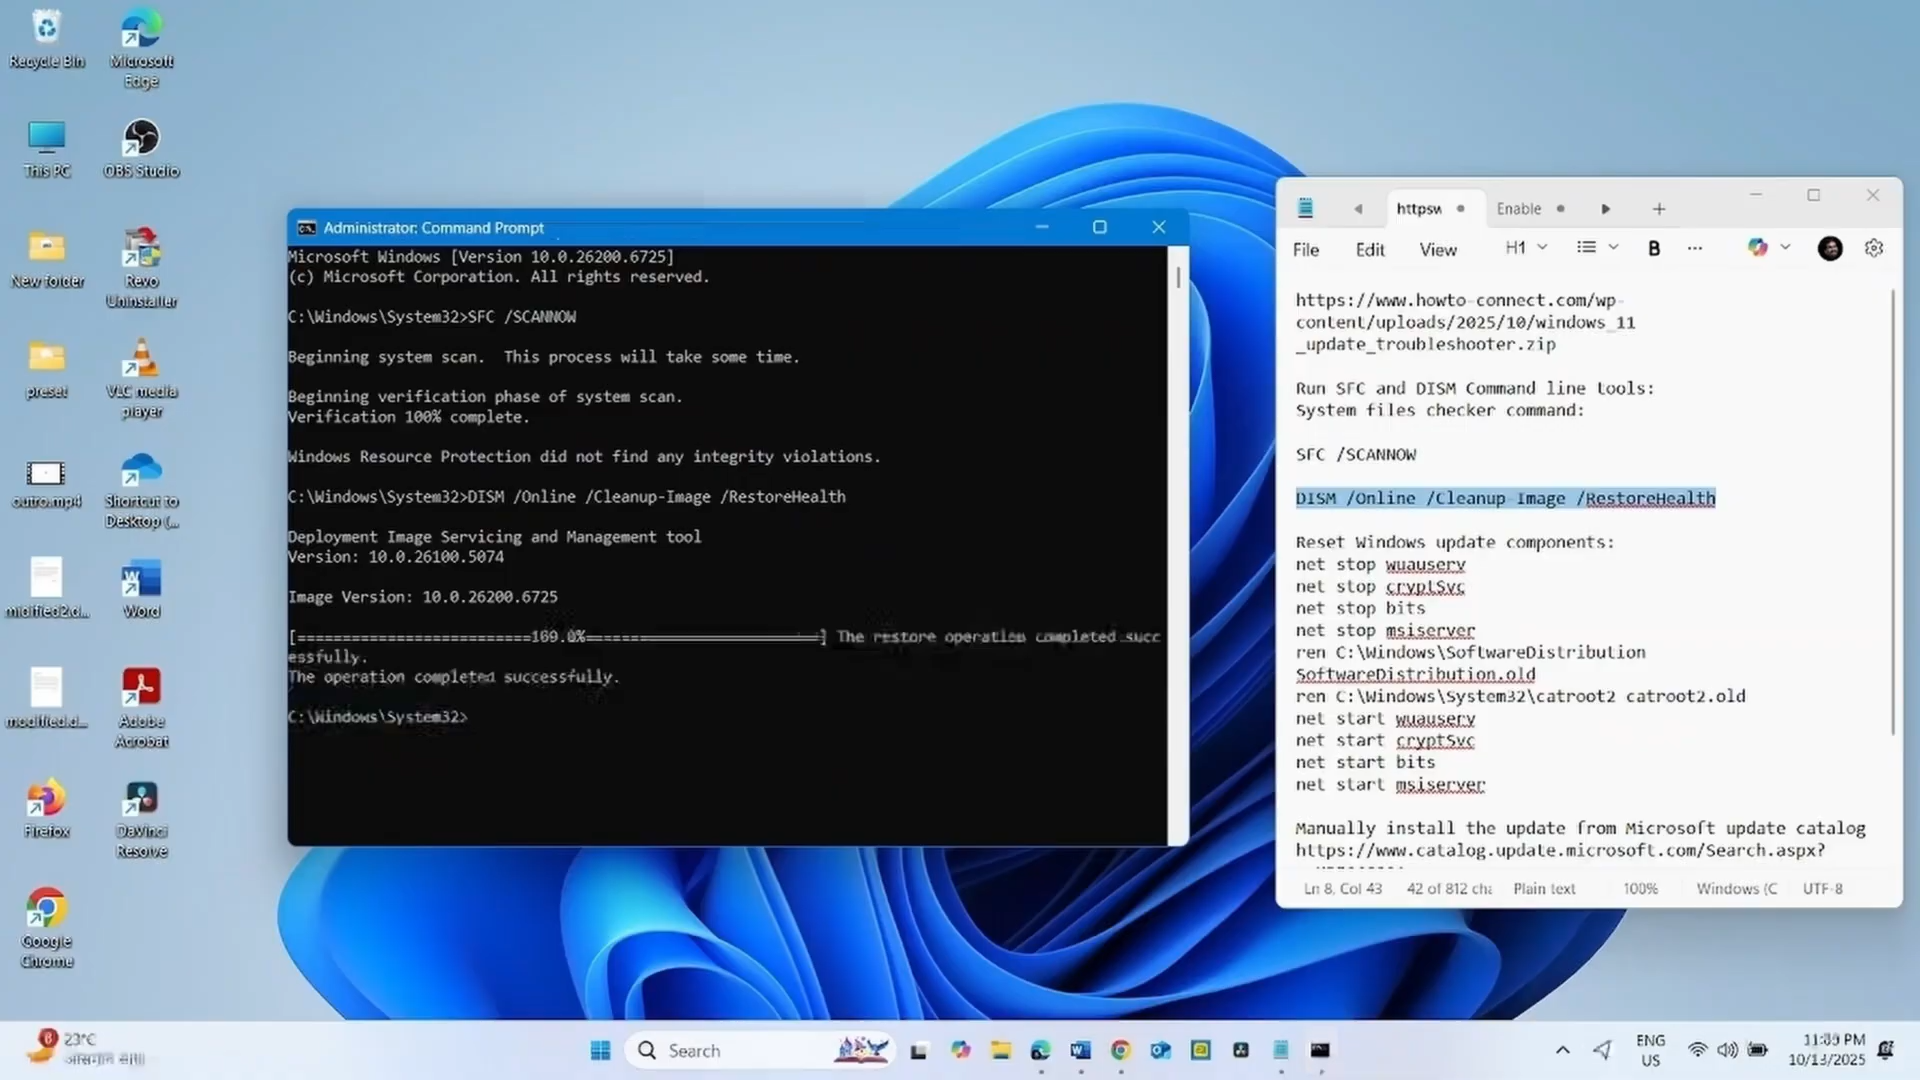 Recycle Bin
Microsoft
Edge
This PC
OBS Studio
New folder
Revo
Uninstaller
preset
VLC media
player
outro.mp4
Shortcut to
Desktop (...
modified2.d...
Word
modified.d...
Adobe
Acrobat
Firefox
DaVinci
Resolve
Google
Chrome
Administrator: Command Prompt
Microsoft Windows [Version 10.0.26200.6725]
(c) Microsoft Corporation. All rights reserved.
C:\Windows\System32>SFC /SCANNOW
Beginning system scan.  This process will take some time.
Beginning verification phase of system scan.
Verification 100% complete.
Windows Resource Protection did not find any integrity violations.
C:\Windows\System32>DISM /Online /Cleanup-Image /RestoreHealth
Deployment Image Servicing and Management tool
Version: 10.0.26100.5074
Image Version: 10.0.26200.6725
[==========================100.0%==========================] The restore operation completed succ
essfully.
The operation completed successfully.
C:\Windows\System32>
httpsw
Enable
File Edit View H1 B ...
https://www.howto-connect.com/wp-
content/uploads/2025/10/windows_11
_update_troubleshooter.zip
Run SFC and DISM Command line tools:
System files checker command:
SFC /SCANNOW
DISM /Online /Cleanup-Image /RestoreHealth
Reset Windows update components:
net stop wuauserv
net stop cryptSvc
net stop bits
net stop msiserver
ren C:\Windows\SoftwareDistribution
SoftwareDistribution.old
ren C:\Windows\System32\catroot2 catroot2.old
net start wuauserv
net start cryptSvc
net start bits
net start msiserver
Manually install the update from Microsoft update catalog
https://www.catalog.update.microsoft.com/Search.aspx?
Ln 8, Col 43 42 of 812 cha Plain text 100% Windows (C UTF-8
23°C
Search
ENG
US
10/13/2025